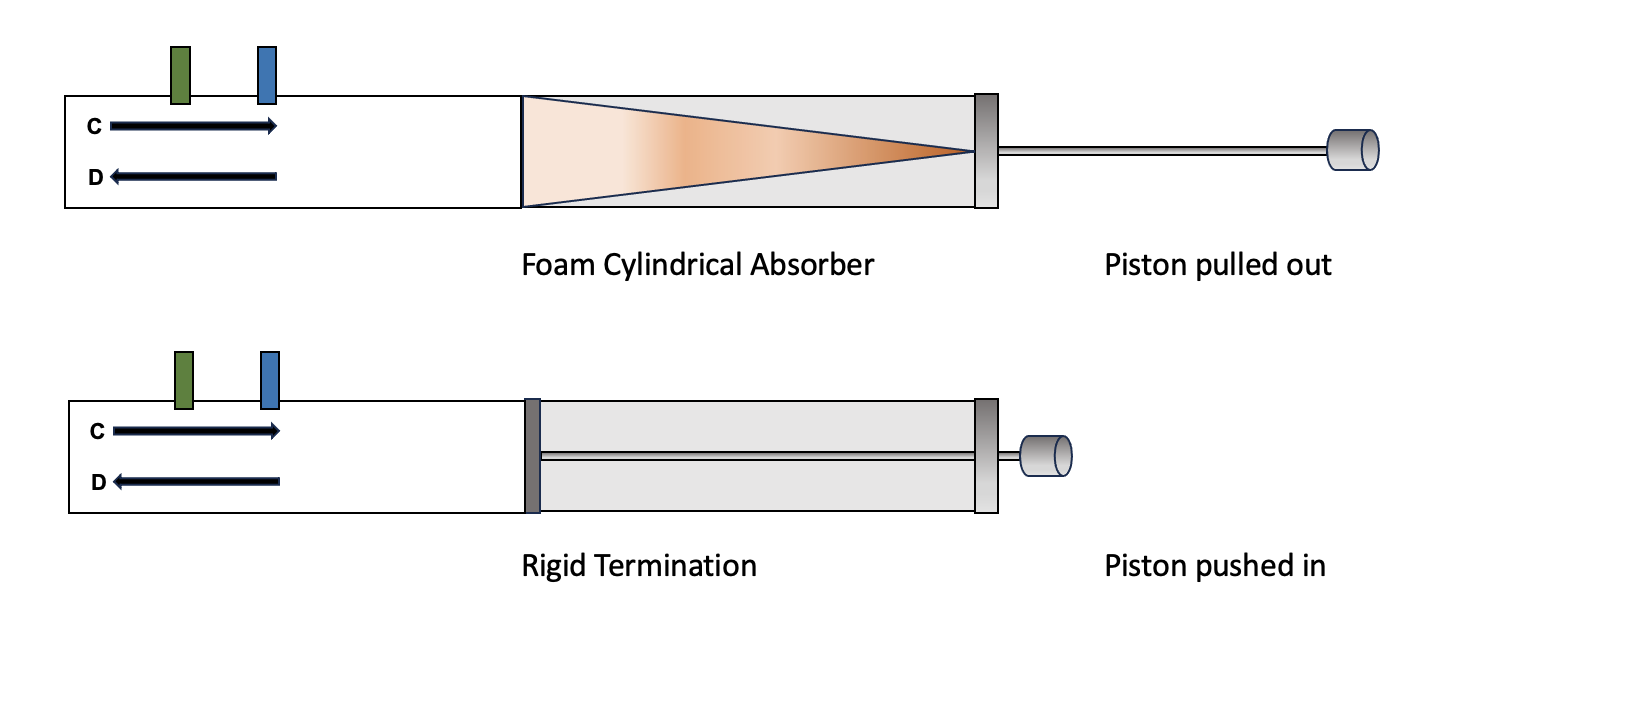 C
D
Foam Cylindrical Absorber
Piston pulled out
C
D
Rigid Termination
Piston pushed in